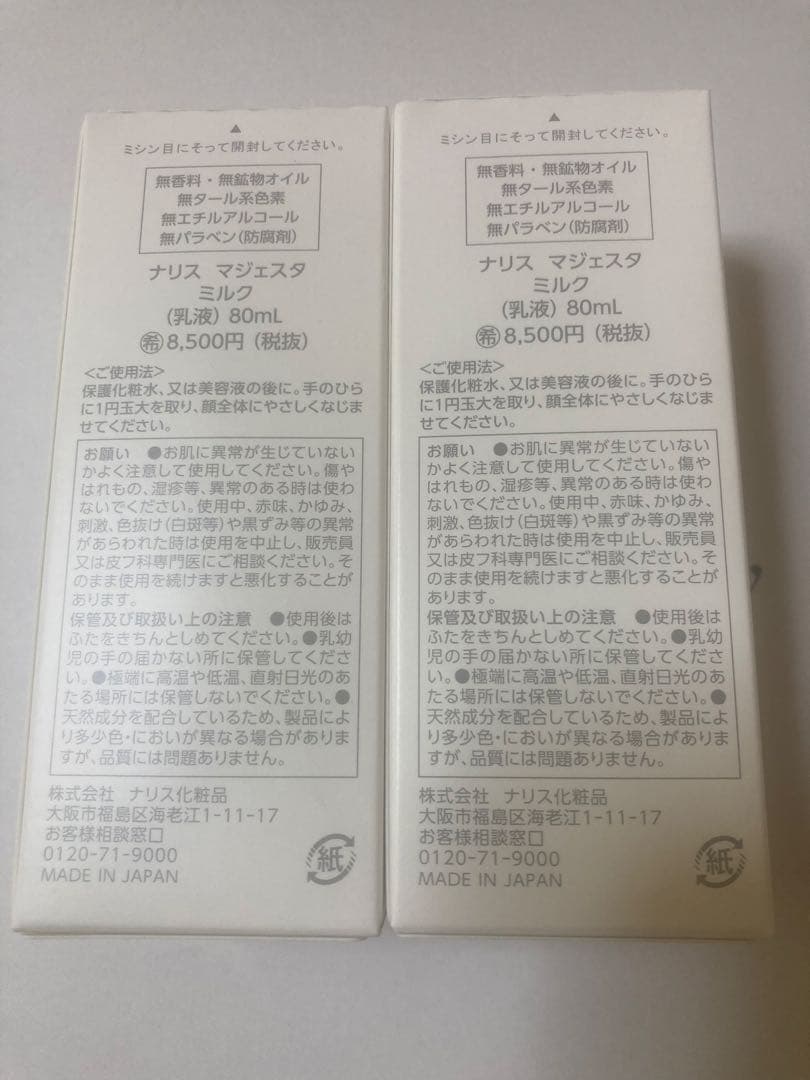 ▲
ミシン目にそって開封してください。
無香料・無鉱物オイル
無タール系色素
無エチルアルコール
無パラベン(防腐剤)
ナリス マジェスタ
ミルク
(乳液) 80mL
㊒希 8,500円 (税抜)
<ご使用法>
保護化粧水、又は美容液の後に。手のひら
に1円玉大を取り、顔全体にやさしくなじま
せてください。
お願い ●お肌に異常が生じていない
かよく注意して使用してください。傷や
はれもの、湿疹等、異常のある時は使わ
ないでください。使用中、赤味、かゆみ、
刺激、色抜け(白斑等)や黒ずみ等の異常
があらわれた時は使用を中止し、販売員
又は皮フ科専門医にご相談ください。そ
のまま使用を続けますと悪化することが
あります。
保管及び取扱い上の注意 ●使用後は
ふたをきちんとしめてください。●乳幼
児の手の届かない所に保管してくださ
い。●極端に高温や低温、直射日光のあ
たる場所には保管しないでください。●
天然成分を配合しているため、製品によ
り多少色・においが異なる場合がありま
すが、品質には問題ありません。
株式会社 ナリス化粧品
大阪市福島区海老江1-11-17
お客様相談窓口
0120-71-9000
MADE IN JAPAN
紙
▲
ミシン目にそって開封してください。
無香料・無鉱物オイル
無タール系色素
無エチルアルコール
無パラベン(防腐剤)
ナリス マジェスタ
ミルク
(乳液) 80mL
希 8,500円 (税抜)
<ご使用法>
保護化粧水、又は美容液の後に。手のひら
に1円玉大を取り、顔全体にやさしくなじま
せてください。
お願い ●お肌に異常が生じていない
かよく注意して使用してください。傷や
はれもの、湿疹等、異常のある時は使わ
ないでください。使用中、赤味、かゆみ、
刺激、色抜け(白斑等)や黒ずみ等の異常
があらわれた時は使用を中止し、販売員
又は皮フ科専門医にご相談ください。そ
のまま使用を続けますと悪化することが
あります。
保管及び取扱い上の注意 ●使用後は
ふたをきちんとしめてください。●乳幼
児の手の届かない所に保管してくださ
い。●極端に高温や低温、直射日光のあ
たる場所には保管しないでください。●
天然成分を配合しているため、製品によ
り多少色・においが異なる場合がありま
すが、品質には問題ありません。
株式会社 ナリス化粧品
大阪市福島区海老江1-11-17
お客様相談窓口
0120-71-9000
MADE IN JAPAN
紙